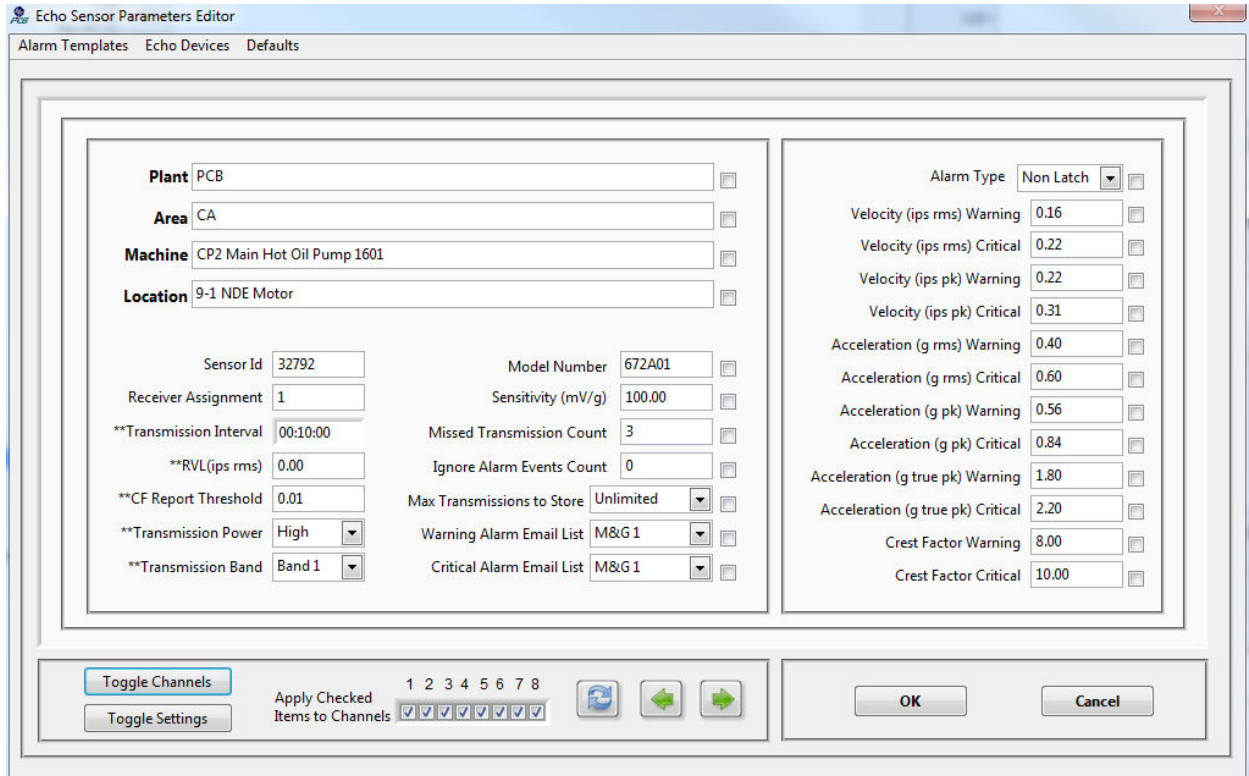 Echo Sensor Parameters Editor
Alarm Templates Echo Devices Defaults
Plant PCB
Area CA
Machine CP2 Main Hot Oil Pump 1601
Location 9-1 NDE Motor
Sensor Id 32792
Receiver Assignment 1
**Transmission Interval 00:10:00
**RVL(ips rms) 0.00
**CF Report Threshold 0.01
**Transmission Power High
**Transmission Band Band 1
Model Number 672A01
Sensitivity (mV/g) 100.00
Missed Transmission Count 3
Ignore Alarm Events Count 0
Max Transmissions to Store Unlimited
Warning Alarm Email List M&G 1
Critical Alarm Email List M&G 1
Alarm Type Non Latch
Velocity (ips rms) Warning 0.16
Velocity (ips rms) Critical 0.22
Velocity (ips pk) Warning 0.22
Velocity (ips pk) Critical 0.31
Acceleration (g rms) Warning 0.40
Acceleration (g rms) Critical 0.60
Acceleration (g pk) Warning 0.56
Acceleration (g pk) Critical 0.84
Acceleration (g true pk) Warning 1.80
Acceleration (g true pk) Critical 2.20
Crest Factor Warning 8.00
Crest Factor Critical 10.00
Toggle Channels
Toggle Settings
1 2 3 4 5 6 7 8
Apply Checked
Items to Channels
OK Cancel